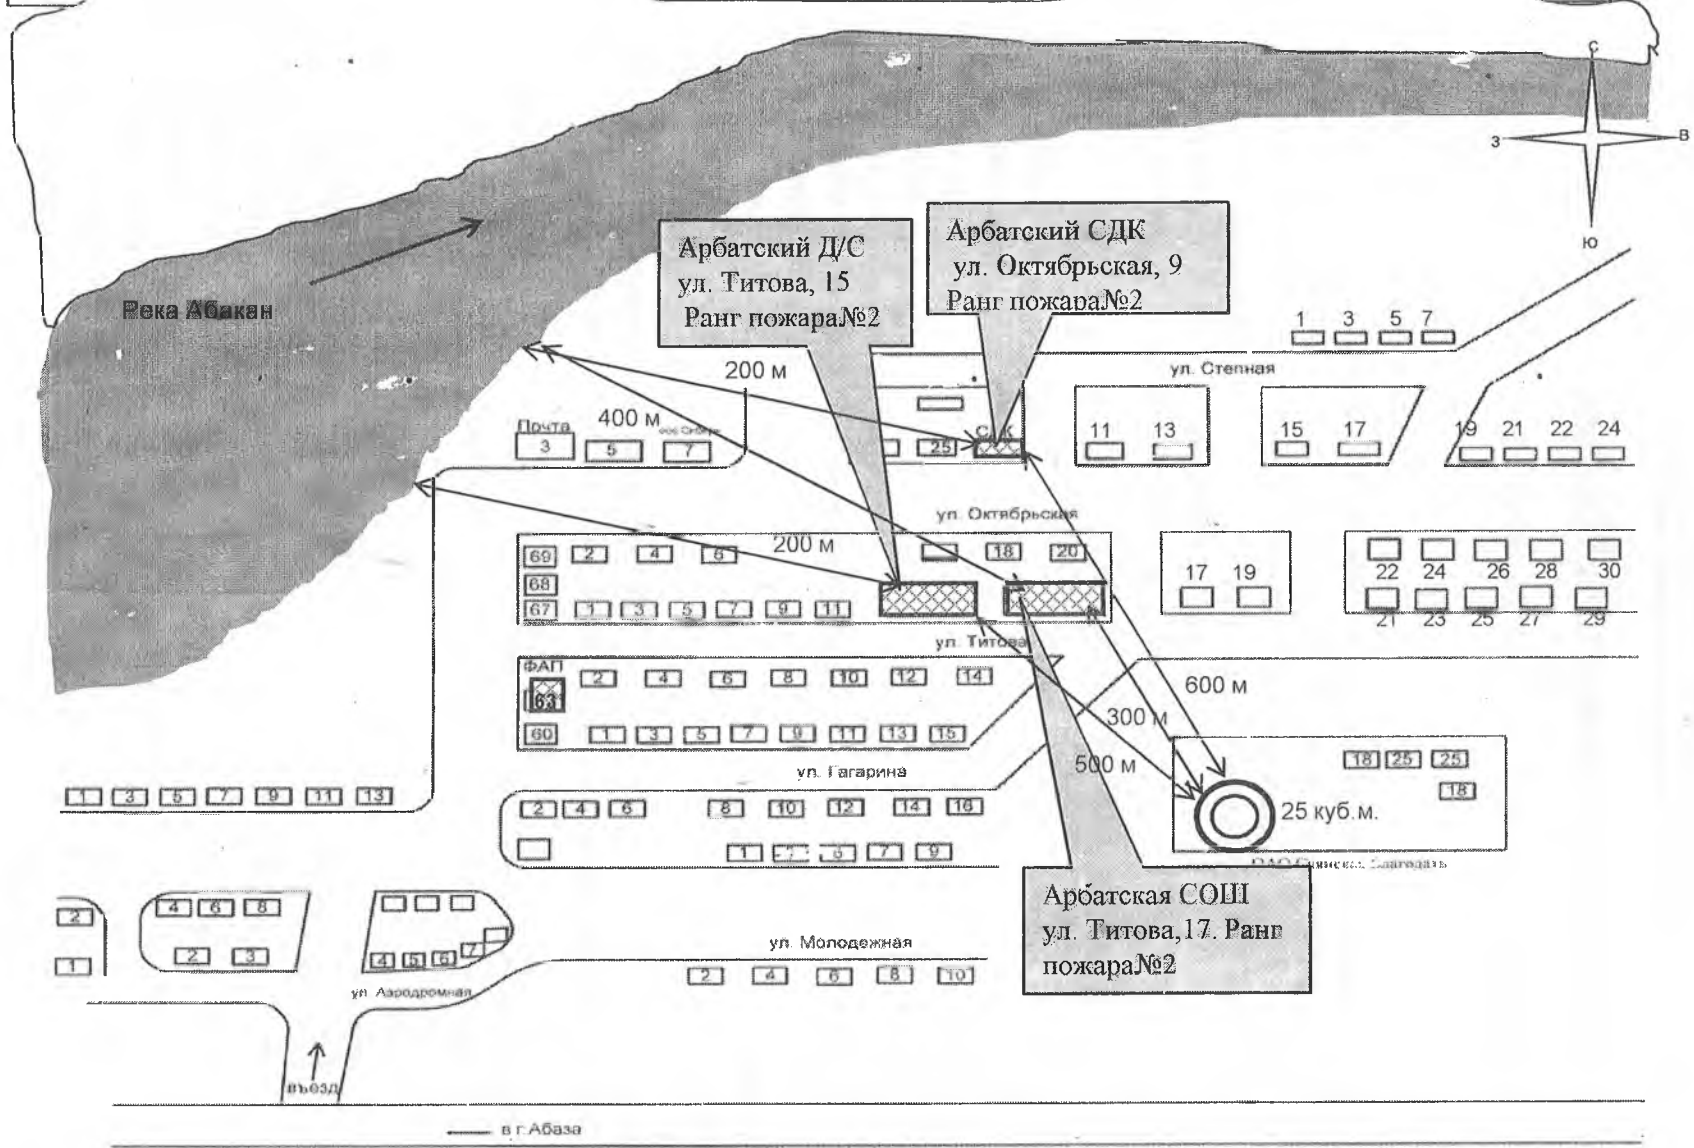 С
З
В
Ю
Река Абакан
Арбатский Д/С
ул. Титова, 15
Ранг пожара№2
Арбатский СДК
ул. Октябрьская, 9
Ранг пожара№2
1 3 5 7
ул. Степная
200 м
400 м
Почта
3 5 7
25
11 13
15 17
19 21 22 24
ул. Октябрьская
200 м
69 2 4 6 18 20
68
67 1 3 5 7 9 11
17 19
22 24 26 28 30
21 23 25 27 29
ул. Титова
ФАП
2 4 6 8 10 12 14
63
60 1 3 5 7 9 11 13 15
600 м
300 м
500 м
ул. Гагарина
18 25 25
18
1 3 5 7 9 11 13
2 4 6 8 10 12 14 16
25 куб.м.
1 7 9
Арбатская СОШ
ул. Титова,17. Ранг
пожара№2
2
1
4 6 8
2 3
4 5 6 7
ул. Аэродромная
ул. Молодежная
2 4 6 8 10
въезд
в г.Абаза